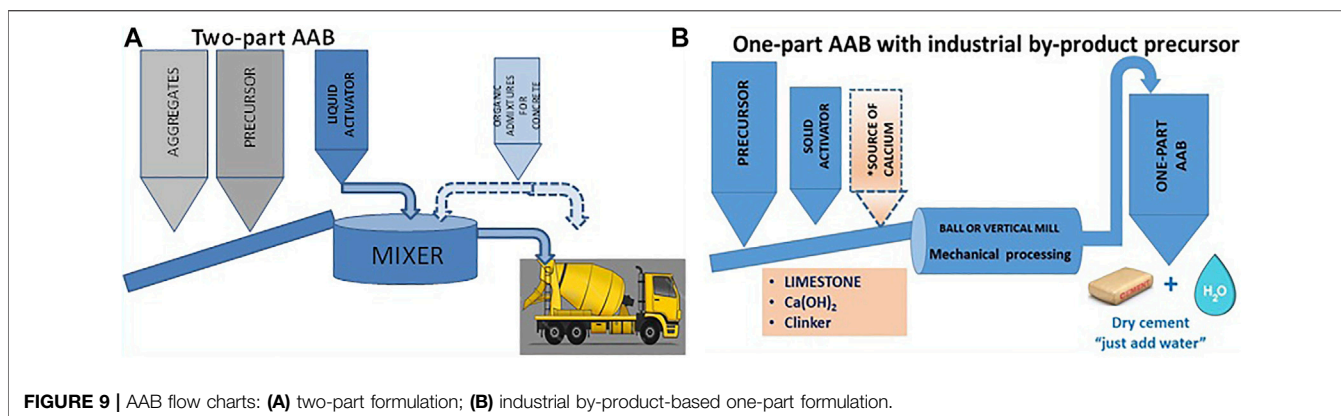 A
Two-part AAB
AGGREGATES
PRECURSOR
LIQUID
ACTIVATOR
ORGANIC
ADMIXTURES
FOR
CONCRETE
MIXER
B
One-part AAB with industrial by-product precursor
PRECURSOR
SOLID
ACTIVATOR
*SOURCE OF
CALCIUM
BALL OR VERTICAL MILL
Mechanical processing
ONE-PART
AAB
• LIMESTONE
• Ca(OH)₂
• Clinker
CEMENT
+
H₂O
Dry cement
“just add water”
FIGURE 9 | AAB flow charts: (A) two-part formulation; (B) industrial by-product-based one-part formulation.